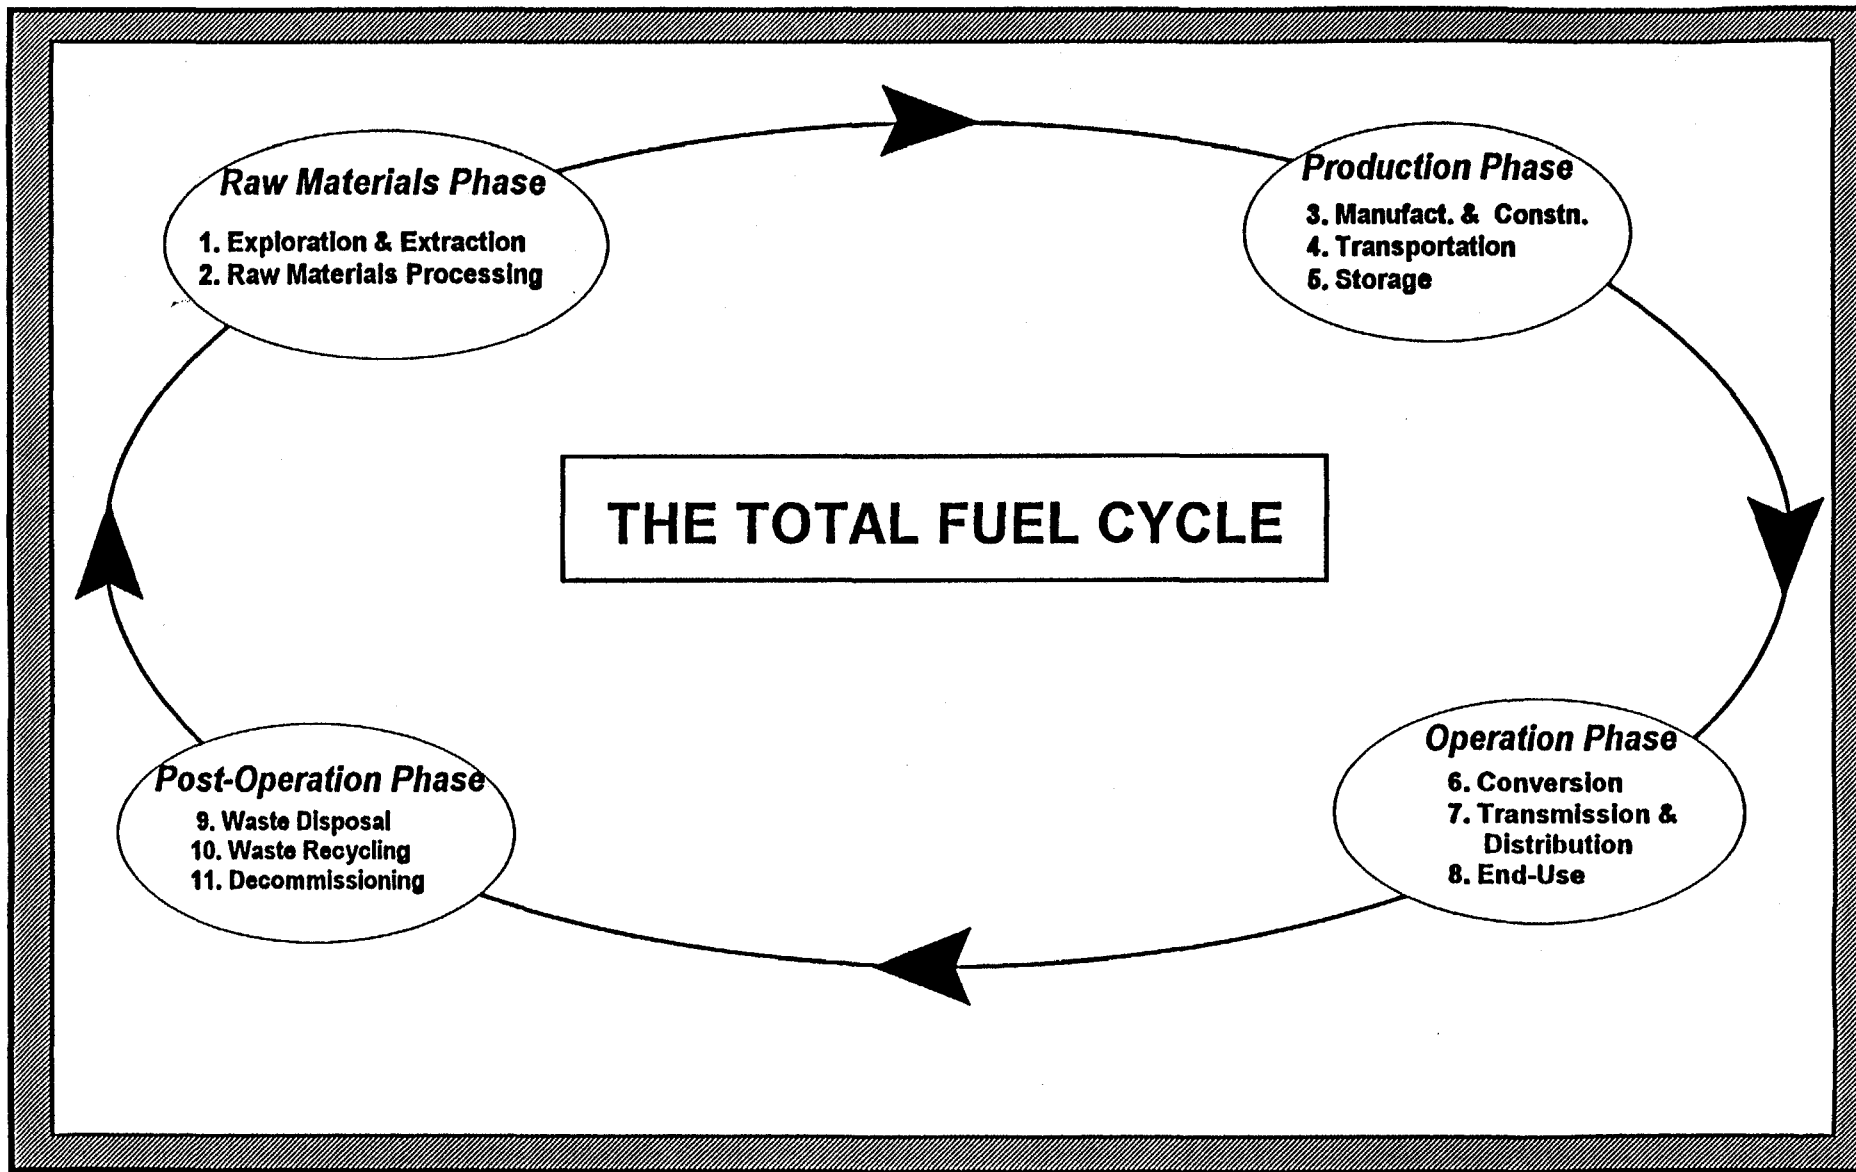 Raw Materials Phase
1. Exploration & Extraction
2. Raw Materials Processing
Production Phase
3. Manufact. & Constn.
4. Transportation
5. Storage
THE TOTAL FUEL CYCLE
Operation Phase
6. Conversion
7. Transmission &
Distribution
8. End-Use
Post-Operation Phase
9. Waste Disposal
10. Waste Recycling
11. Decommissioning